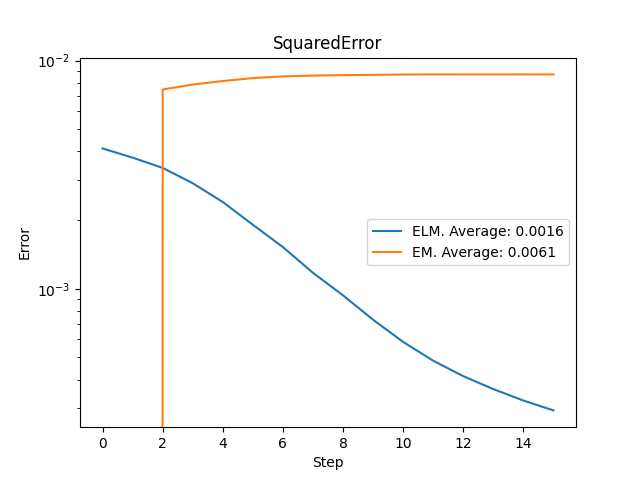 SquaredError
10⁻²
10⁻³
Error
ELM. Average: 0.0016
EM. Average: 0.0061
0 2 4 6 8 10 12 14
Step